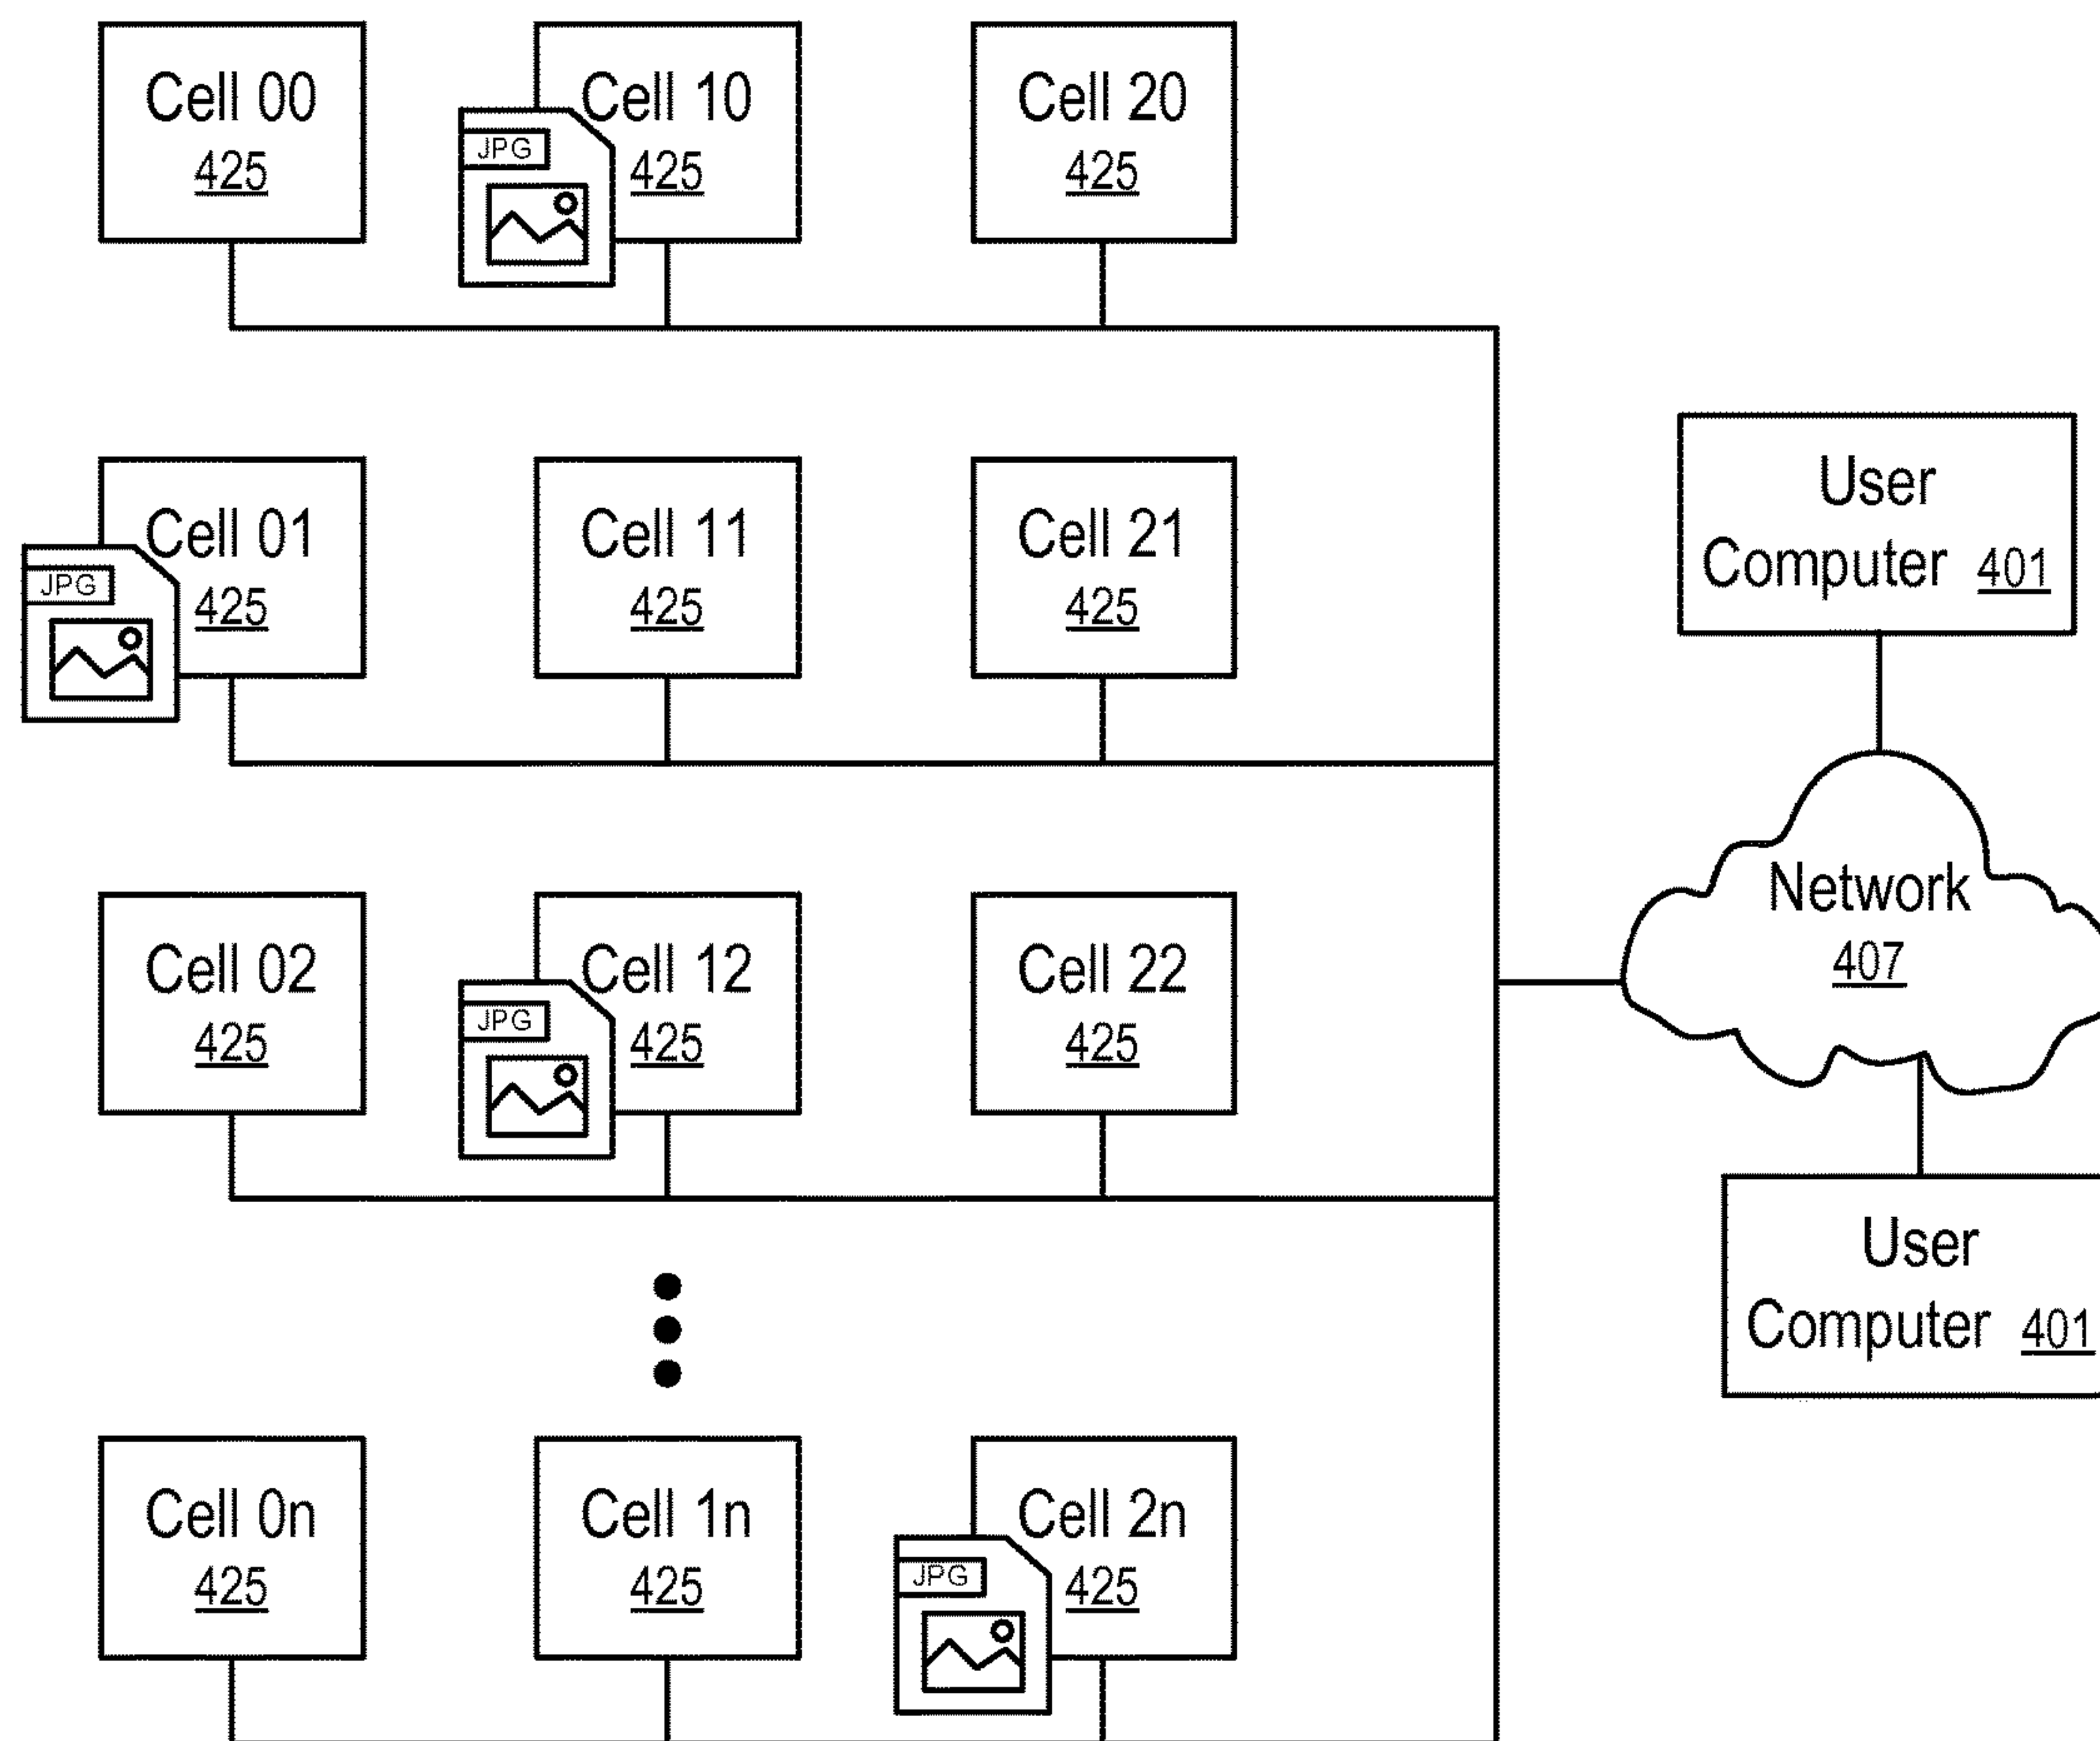 Cell 00
425
JPG
Cell 10
425
Cell 20
425
JPG
Cell 01
425
Cell 11
425
Cell 21
425
User
Computer 401
Cell 02
425
JPG
Cell 12
425
Cell 22
425
Network
407
User
Computer 401
Cell 0n
425
Cell 1n
425
JPG
Cell 2n
425